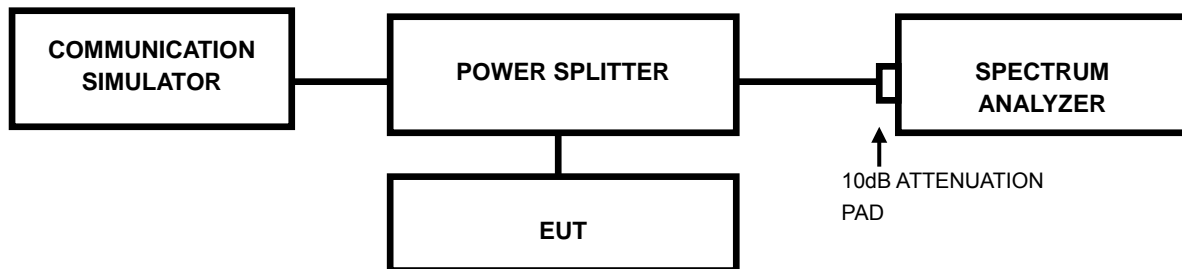 COMMUNICATION
SIMULATOR
POWER SPLITTER
SPECTRUM
ANALYZER
10dB ATTENUATION
PAD
EUT